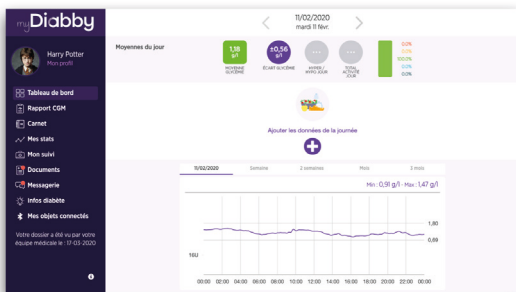 myDiabby
Harry Potter
Mon profil
Tableau de bord
Rapport CGM
Carnet
Mes stats
Mon suivi
Documents
Messagerie
Infos diabète
Mes objets connectés
Votre dossier a été vu par votre
équipe médicale le : 17-03-2020
11/02/2020
mardi 11 févr.
Moyennes du jour
1,18
g/l
MOYENNE
GLYCÉMIE
±0,56
g/l
ÉCART GLYCÉMIE
...
HYPER /
HYPO JOUR
...
TOTAL
ACTIVITÉ
JOUR
0.0%
0.0%
100.0%
0.0%
0.0%
Ajouter les données de la journée
11/02/2020 Semaine 2 semaines Mois 3 mois
Min : 0,91 g/l - Max : 1,47 g/l
1,80
0,69
16U
00:00 02:00 04:00 06:00 08:00 10:00 12:00 14:00 16:00 18:00 20:00 22:00 00:00